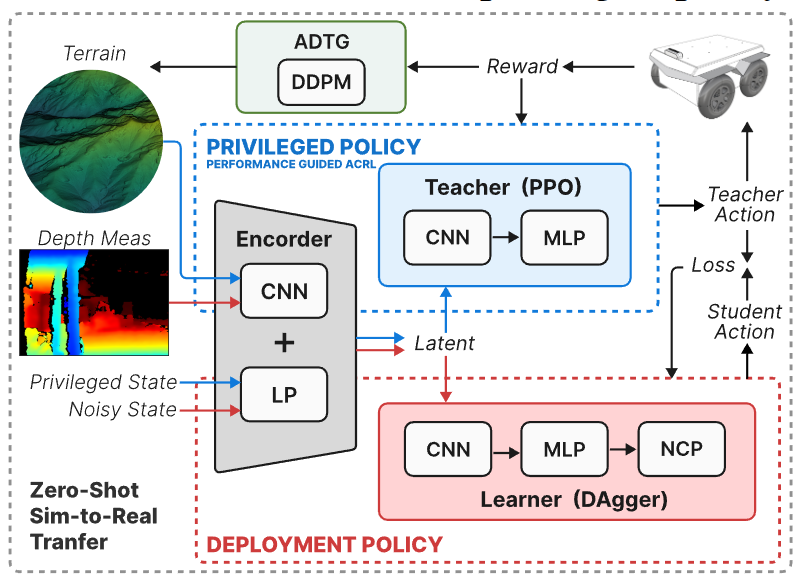 ADTG
DDPM
Terrain
Reward
PRIVILEGED POLICY
PERFORMANCE GUIDED ACRL
Teacher (PPO)
CNN
MLP
Teacher
Action
Depth Meas
Encorder
CNN
+
LP
Loss
Latent
Student
Action
Privileged State
Noisy State
CNN
MLP
NCP
Learner (DAgger)
Zero-Shot
Sim-to-Real
Tranfer
DEPLOYMENT POLICY